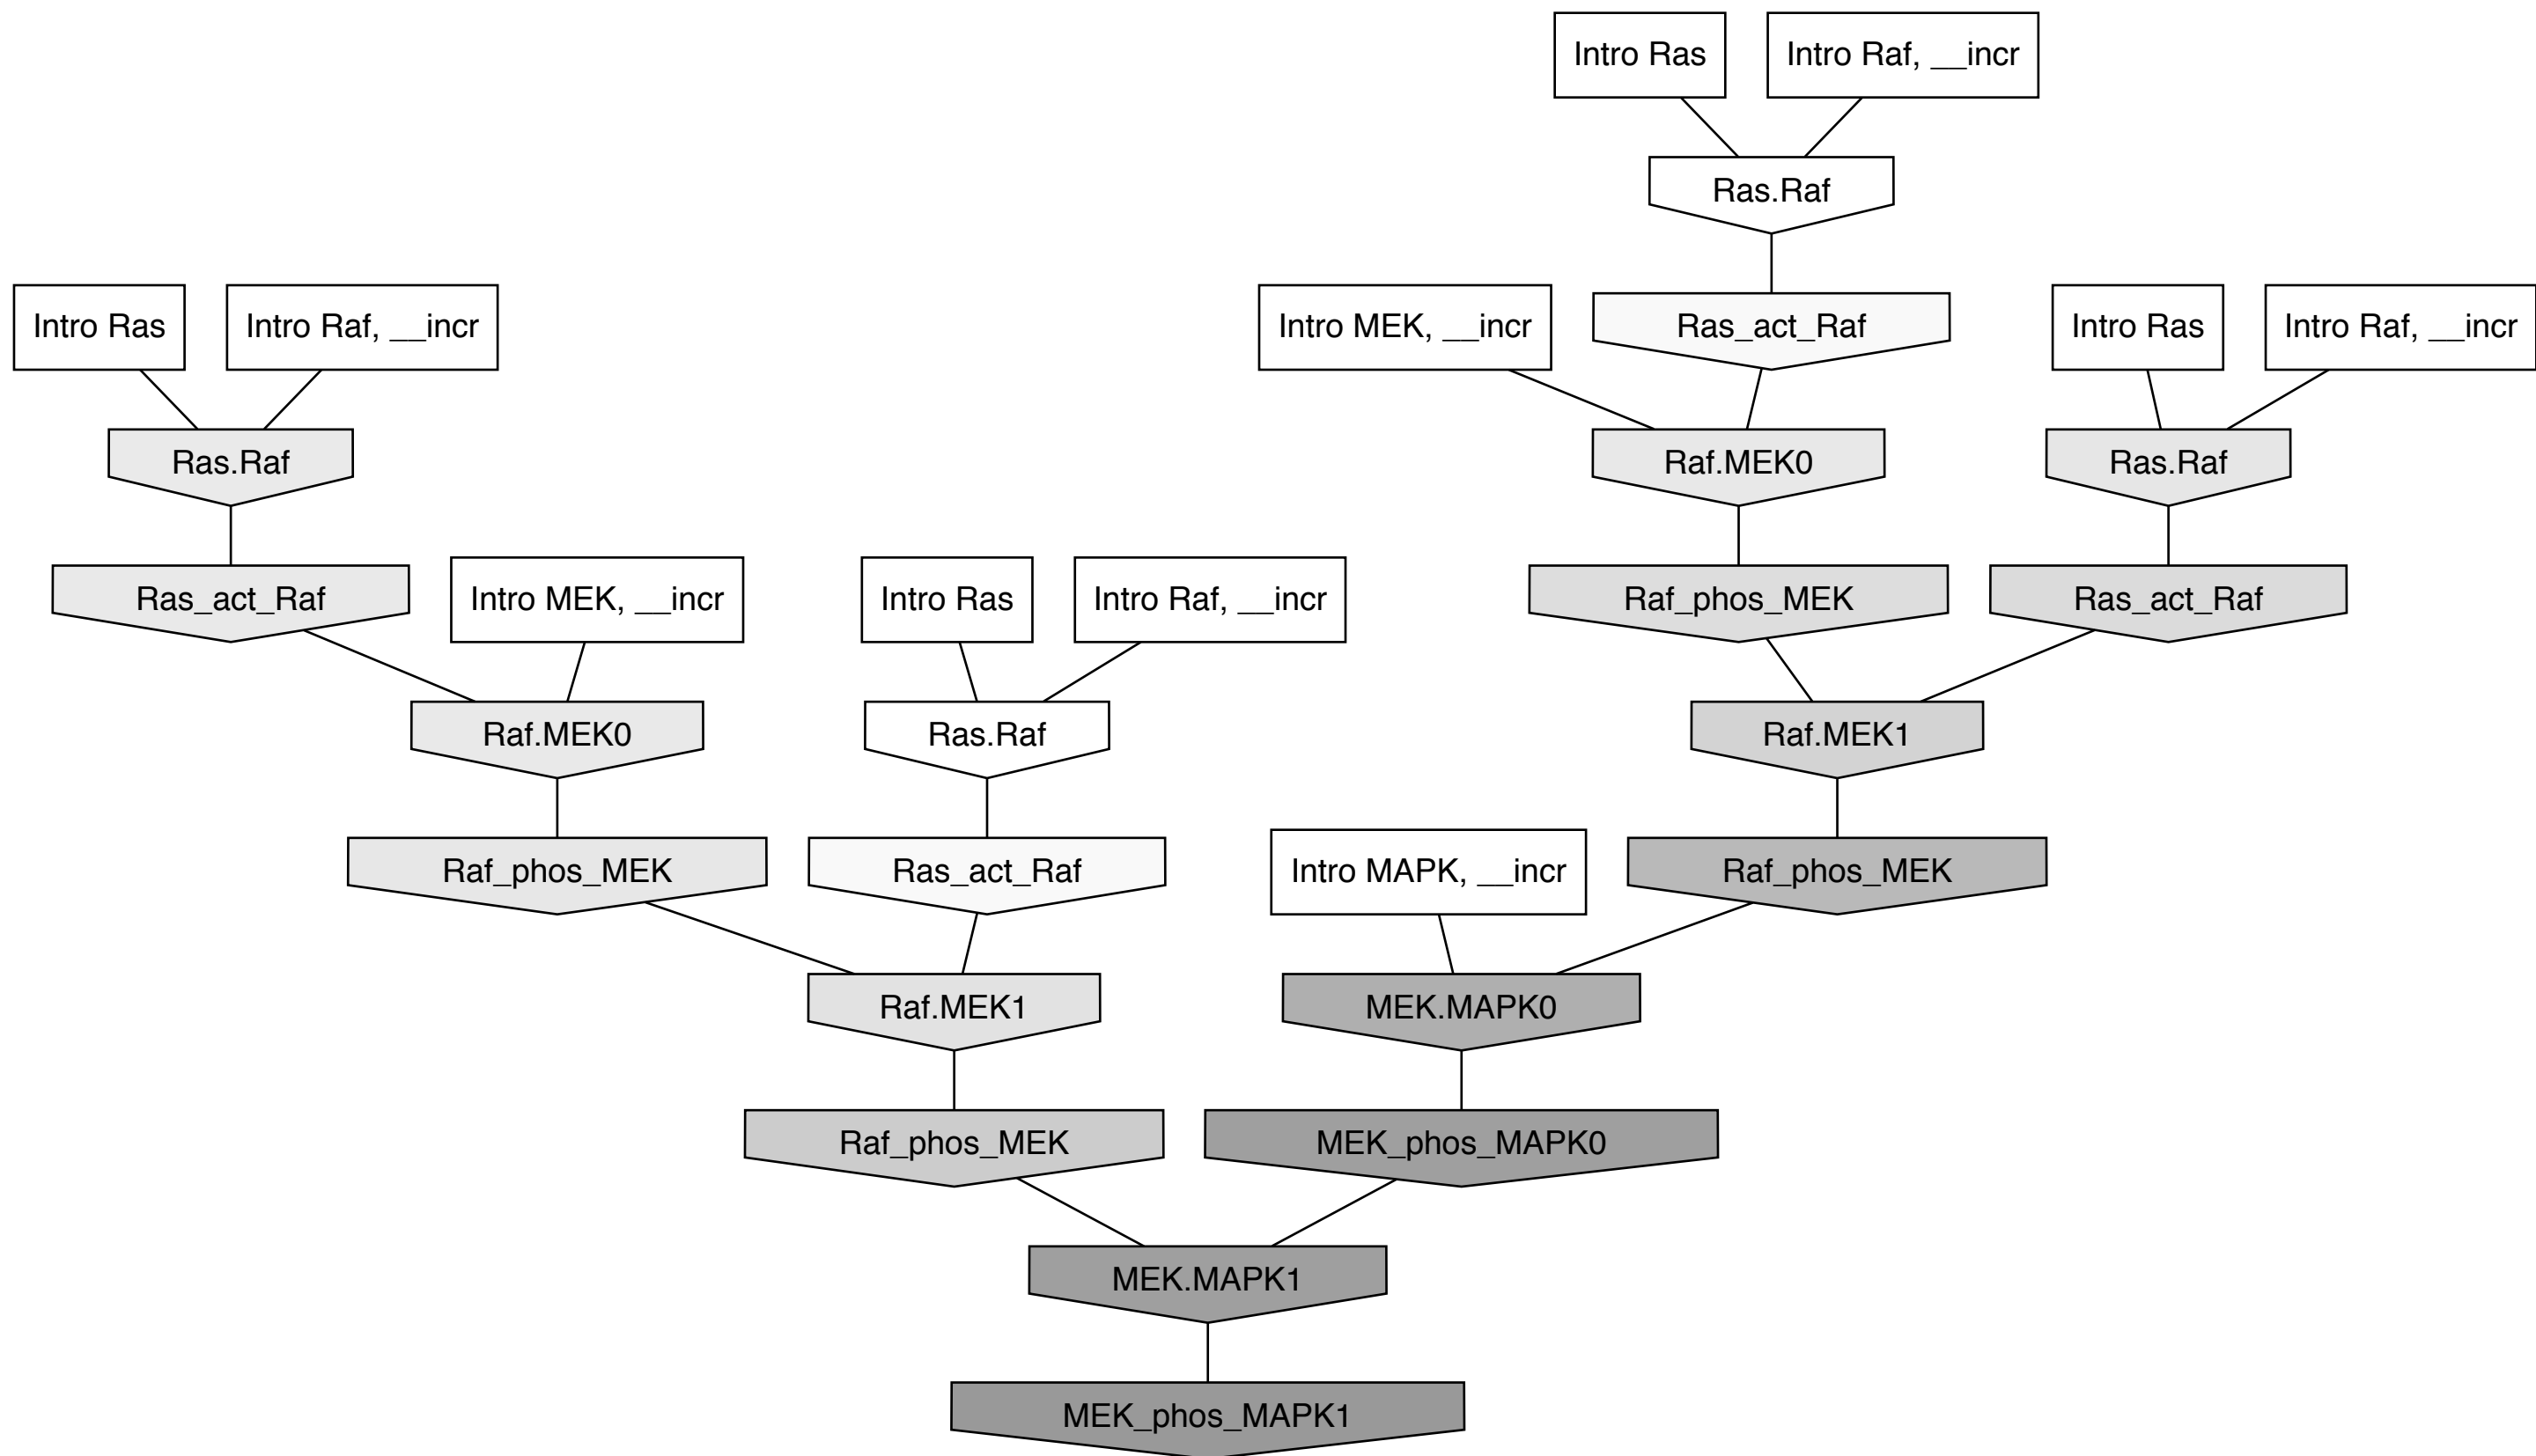 Intro Ras
Intro Raf, __incr
Ras.Raf
Intro Ras
Intro Raf, __incr
Intro MEK, __incr
Ras_act_Raf
Intro Ras
Intro Raf, __incr
Ras.Raf
Raf.MEK0
Ras.Raf
Ras_act_Raf
Intro MEK, __incr
Intro Ras
Intro Raf, __incr
Raf_phos_MEK
Ras_act_Raf
Raf.MEK0
Ras.Raf
Raf.MEK1
Raf_phos_MEK
Ras_act_Raf
Intro MAPK, __incr
Raf_phos_MEK
Raf.MEK1
MEK.MAPK0
Raf_phos_MEK
MEK_phos_MAPK0
MEK.MAPK1
MEK_phos_MAPK1